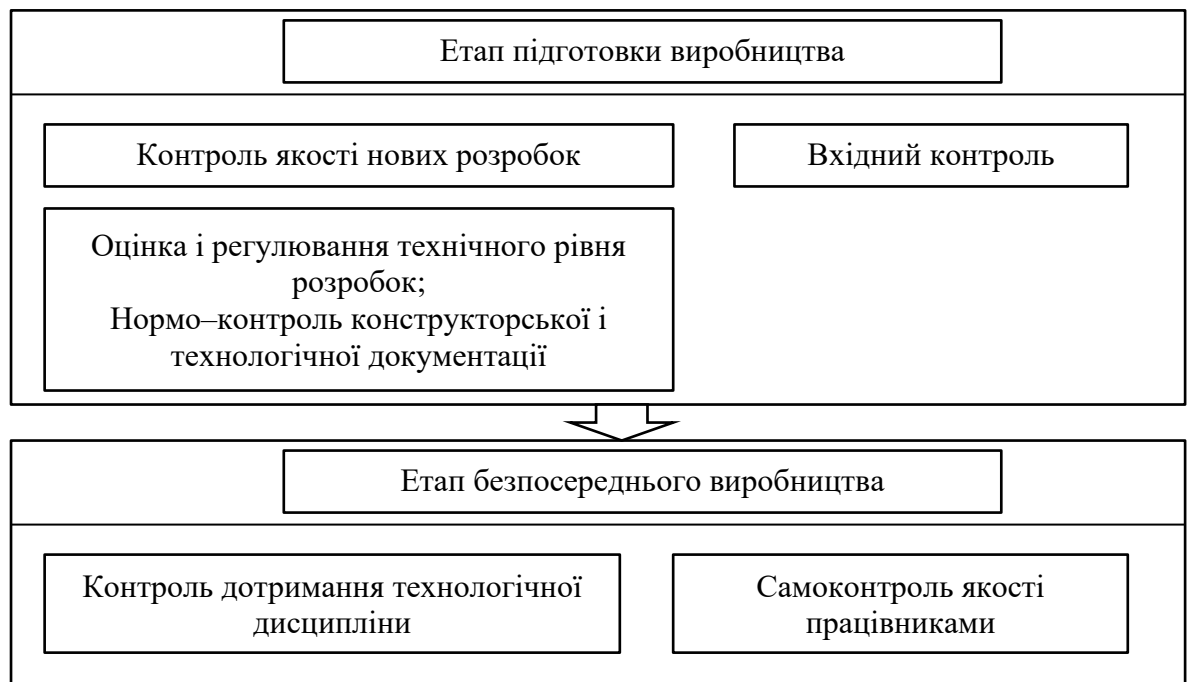 Етап підготовки виробництва
Контроль якості нових розробок
Вхідний контроль
Оцінка і регулювання технічного рівня
розробок;
Нормо–контроль конструкторської і
технологічної документації
Етап безпосереднього виробництва
Контроль дотримання технологічної
дисципліни
Самоконтроль якості
працівниками